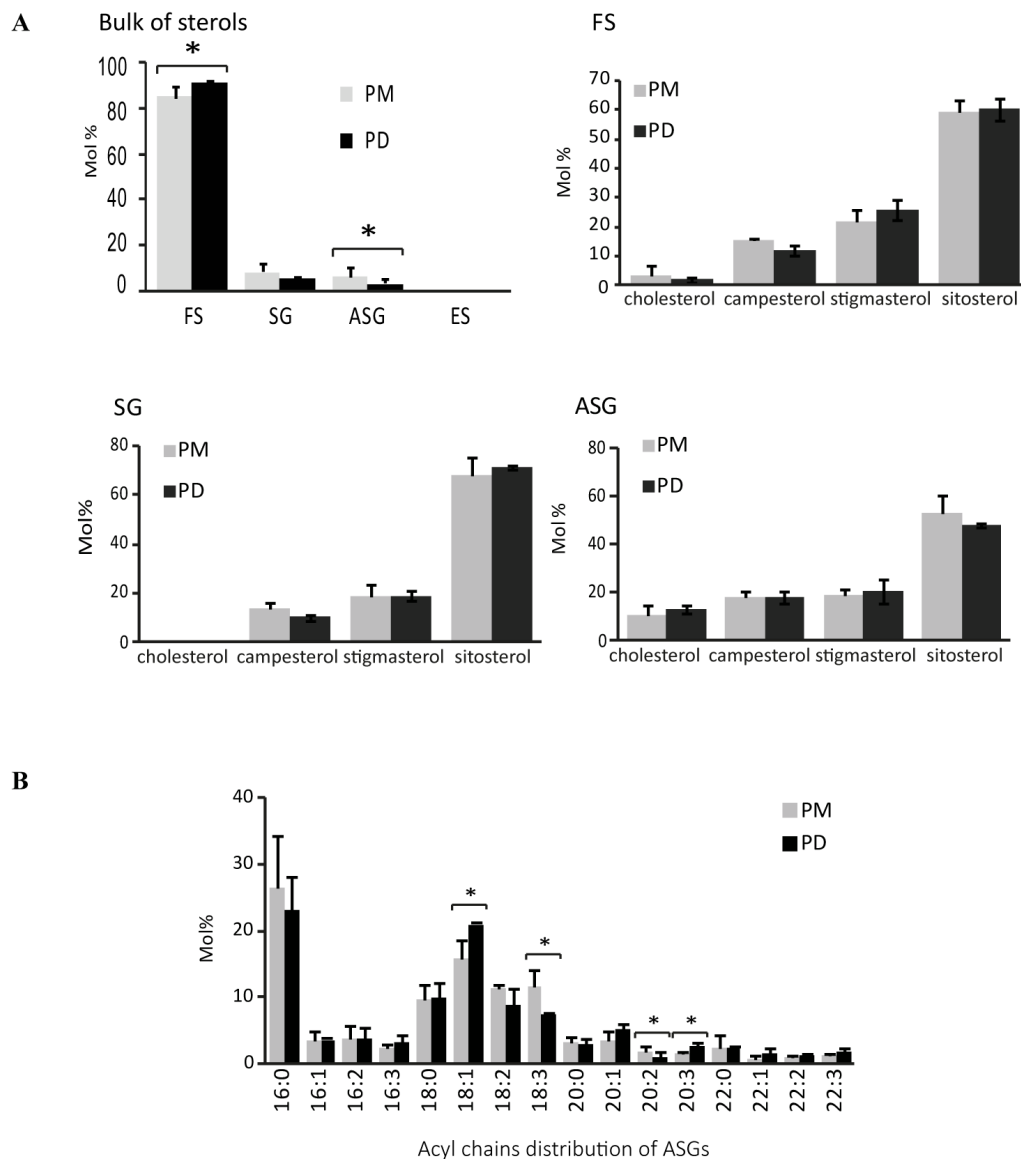 A
Bulk of sterols
*
*
PM
PD
Mol %
100
80
60
40
20
0
FS
SG
ASG
ES
FS
PM
PD
Mol %
70
60
50
40
30
20
10
0
cholesterol campesterol stigmasterol sitosterol
SG
PM
PD
Mol%
80
60
40
20
0
cholesterol campesterol stigmasterol sitosterol
ASG
PM
PD
Mol %
80
60
40
20
0
cholesterol campesterol stigmasterol sitosterol
B
PM
PD
Mol%
40
30
20
10
0
*
*
*
*
16:0
16:1
16:2
16:3
18:0
18:1
18:2
18:3
20:0
20:1
20:2
20:3
22:0
22:1
22:2
22:3
Acyl chains distribution of ASGs